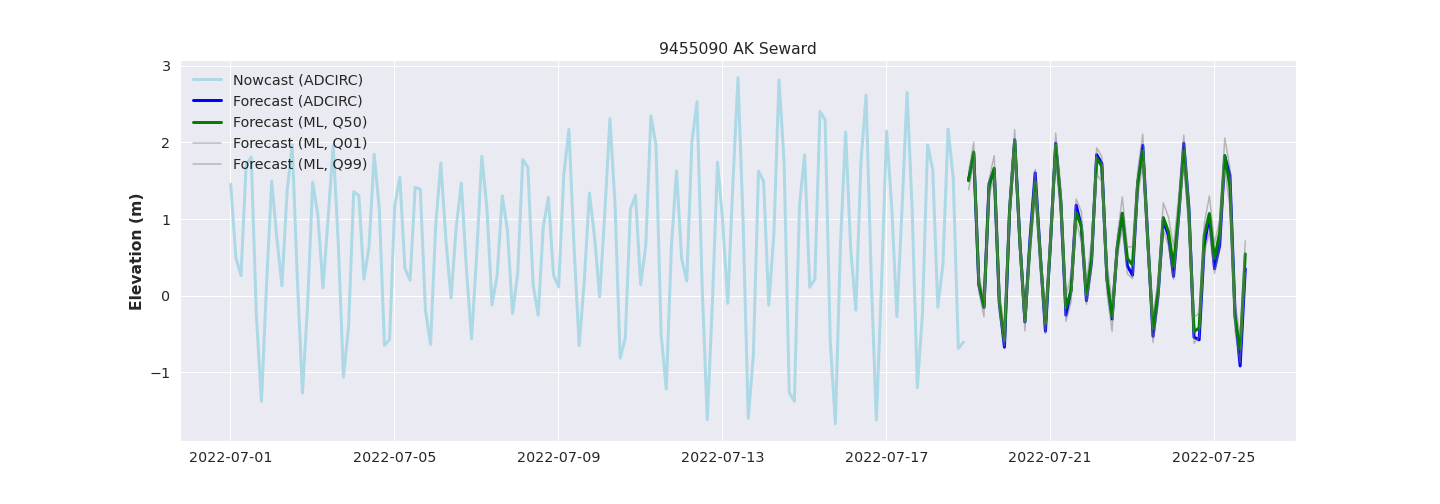 9455090 AK Seward
3
2
1
0
−1
Elevation (m)
Nowcast (ADCIRC)
Forecast (ADCIRC)
Forecast (ML, Q50)
Forecast (ML, Q01)
Forecast (ML, Q99)
2022-07-01
2022-07-05
2022-07-09
2022-07-13
2022-07-17
2022-07-21
2022-07-25